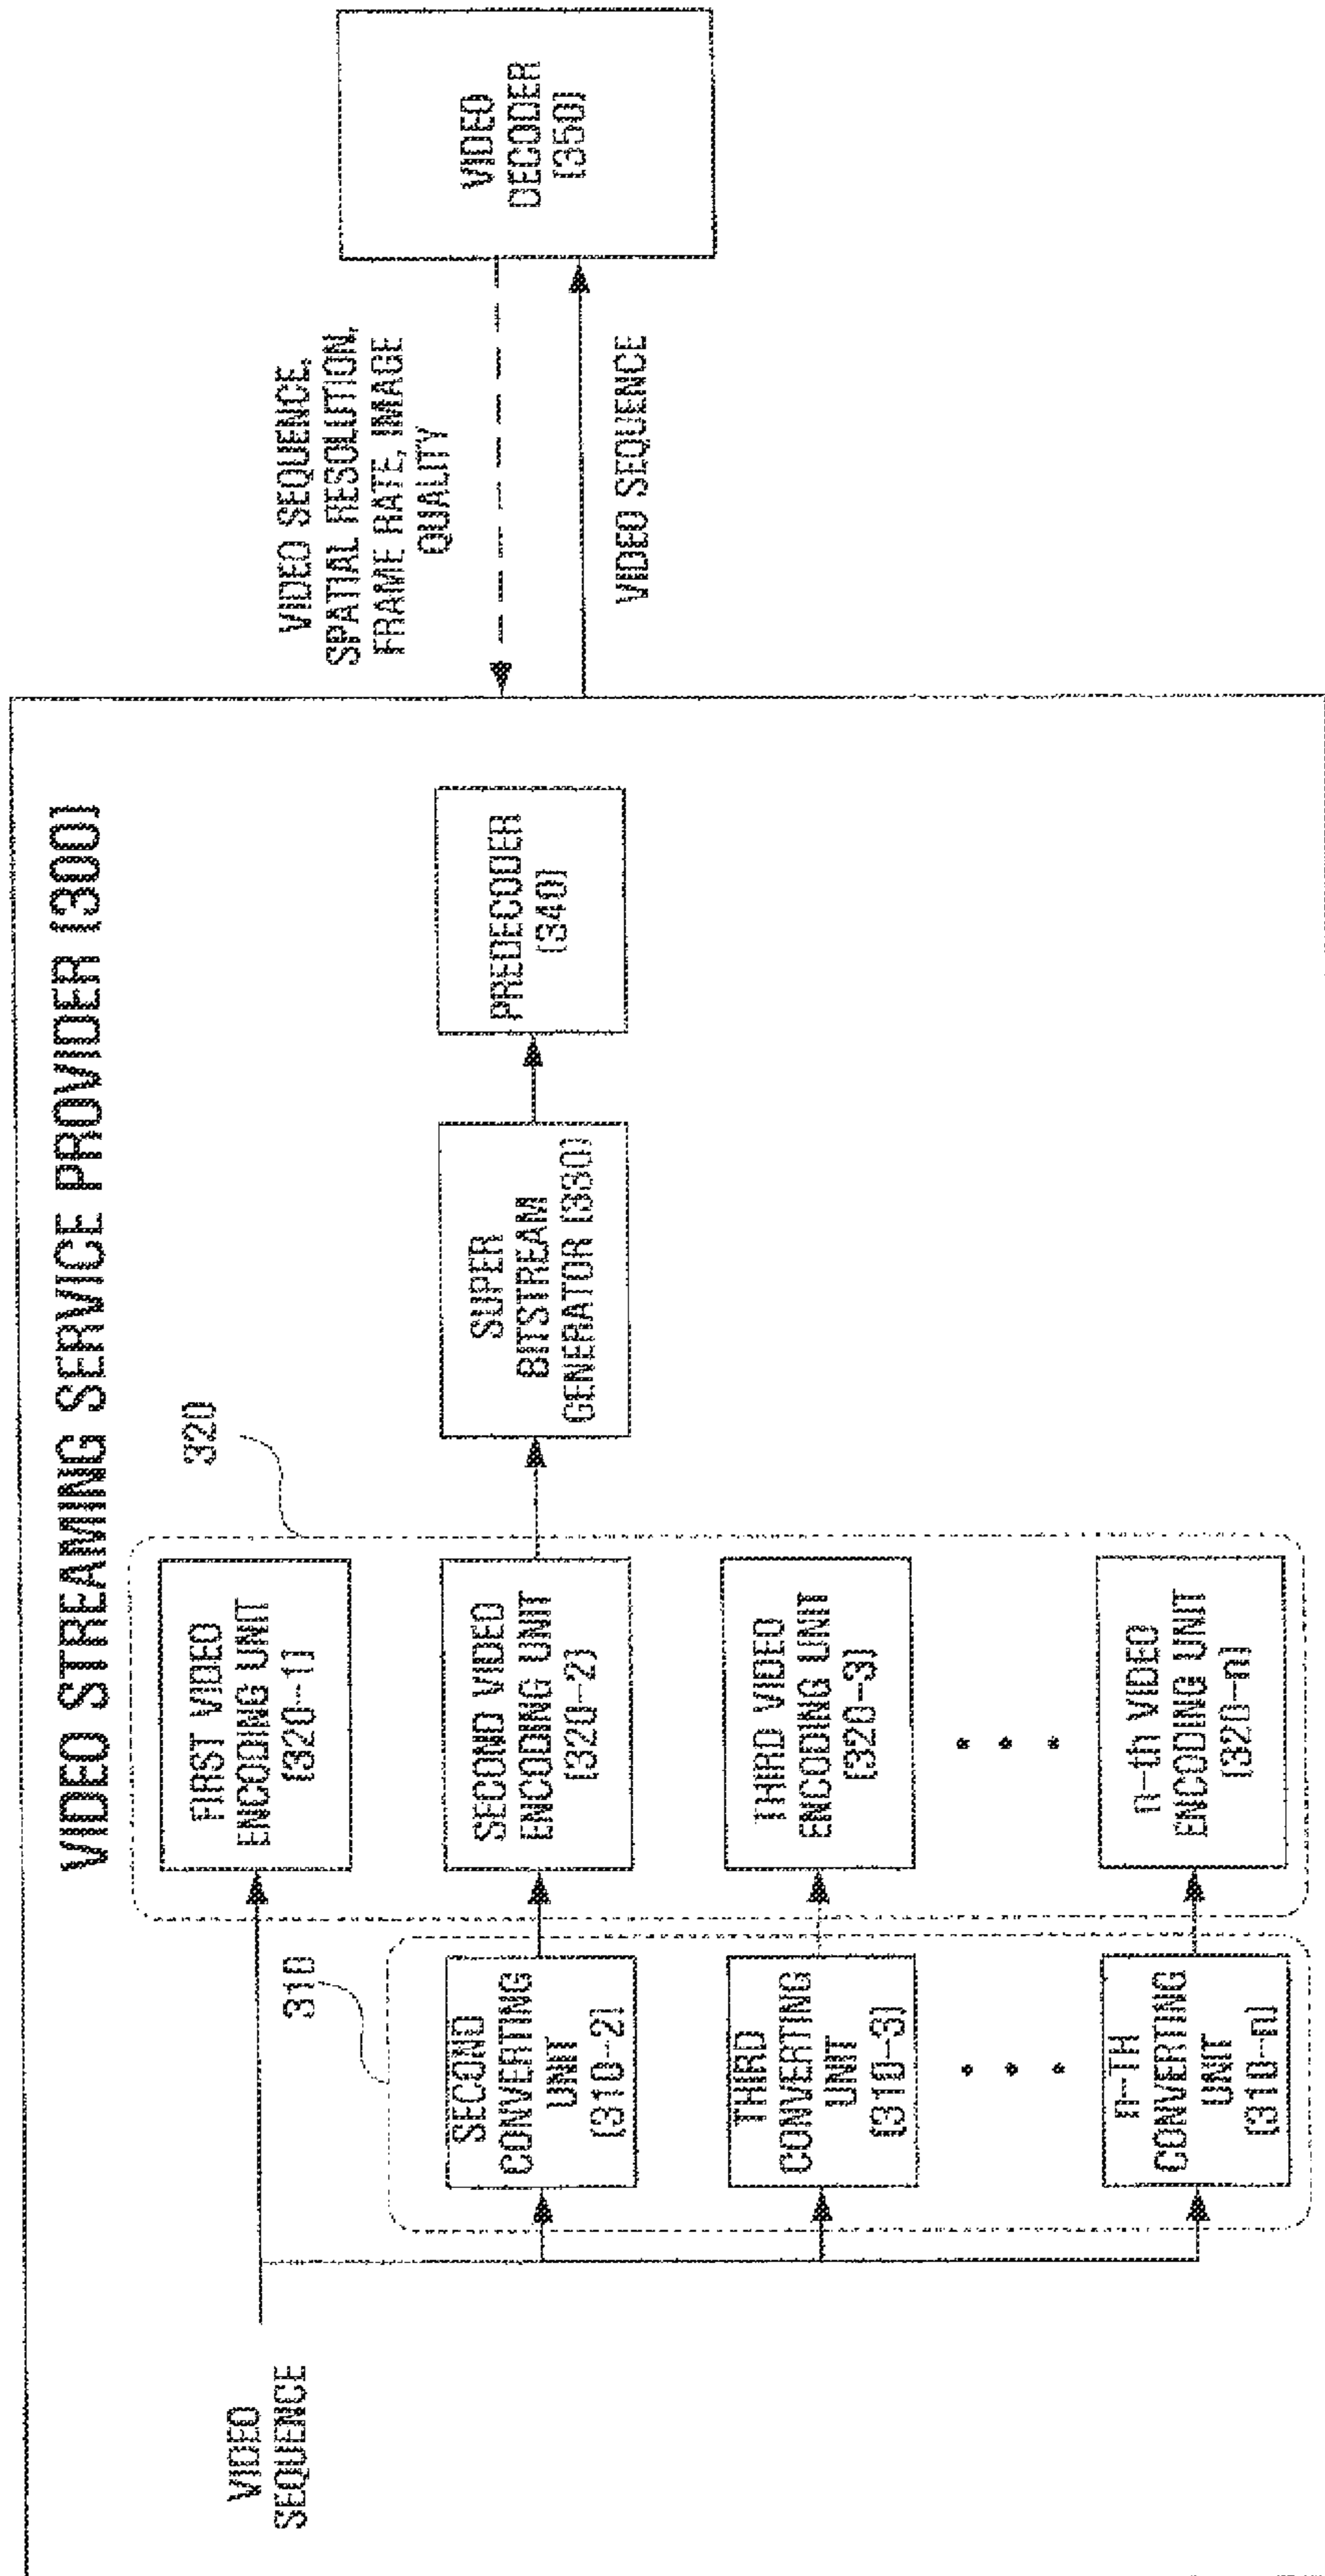 VIDEO STREAMING SERVICE PROVIDER (300)
VIDEO
SEQUENCE
310
SECOND
CONVERTING
UNIT
(310-2)
THIRD
CONVERTING
UNIT
(310-3)
n-TH
CONVERTING
UNIT
(310-n)
320
FIRST VIDEO
ENCODING UNIT
(320-1)
SECOND VIDEO
ENCODING UNIT
(320-2)
THIRD VIDEO
ENCODING UNIT
(320-3)
n-th VIDEO
ENCODING UNIT
(320-n)
SUPER
BITSTREAM
GENERATOR (330)
PREDECODER
(340)
VIDEO SEQUENCE,
SPATIAL RESOLUTION,
FRAME RATE, IMAGE
QUALITY
VIDEO SEQUENCE
VIDEO
DECODER
(350)